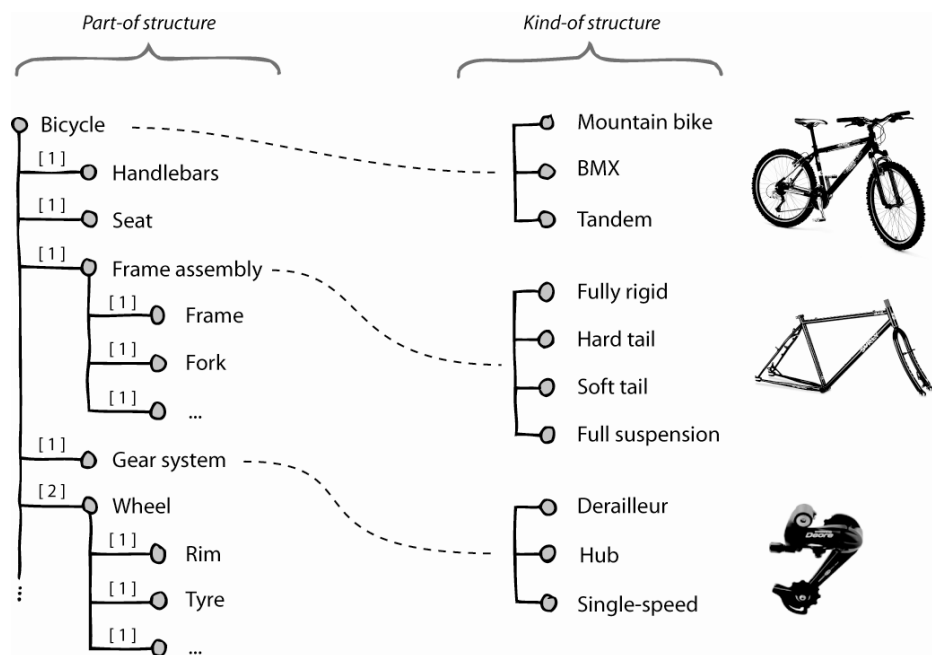 Part-of structure
Kind-of structure
Bicycle
[ 1 ]
Handlebars
[ 1 ]
Seat
[ 1 ]
Frame assembly
[ 1 ]
Frame
[ 1 ]
Fork
[ 1 ]
...
[ 1 ]
Gear system
[ 2 ]
Wheel
[ 1 ]
Rim
[ 1 ]
Tyre
[ 1 ]
...
...
Mountain bike
BMX
Tandem
Fully rigid
Hard tail
Soft tail
Full suspension
Derailleur
Hub
Single-speed
Deore